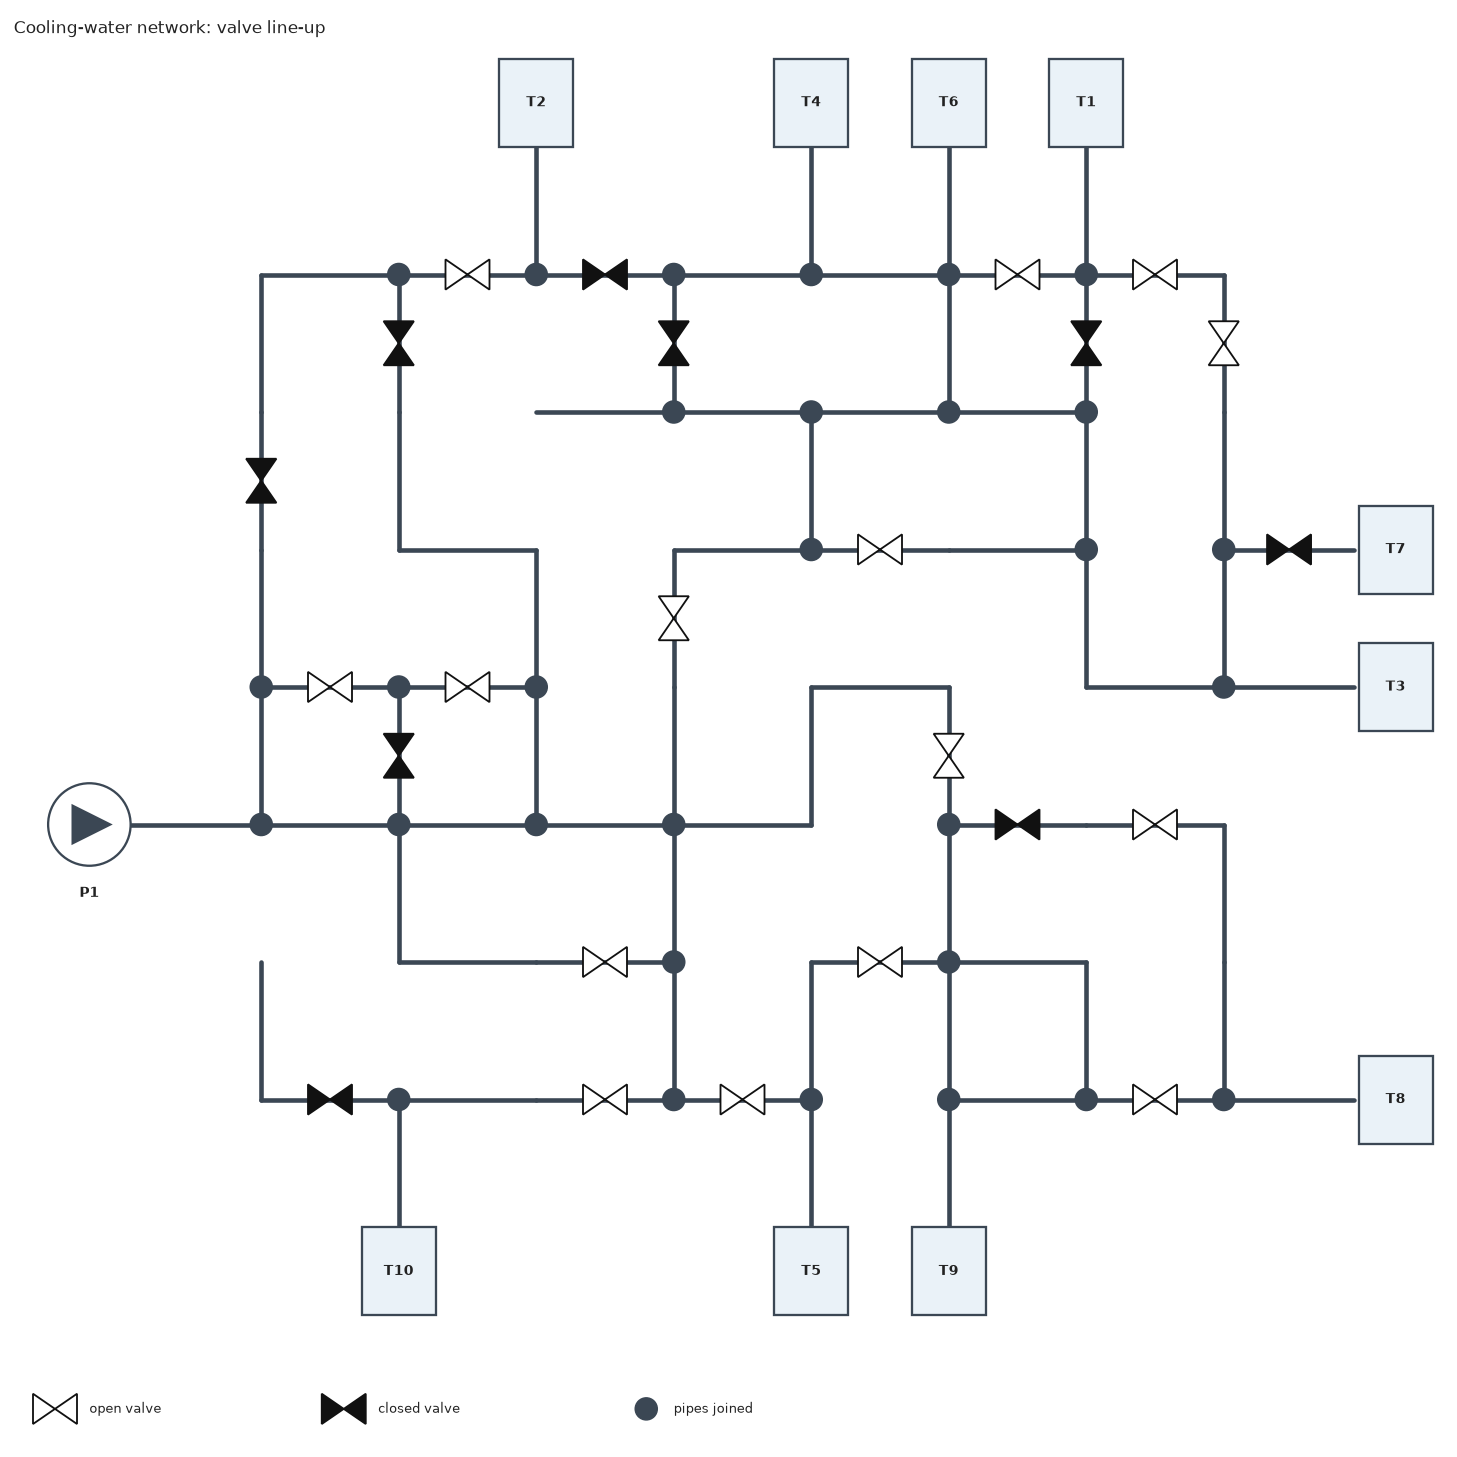 Cooling-water network: valve line-up
T2
T4
T6
T1
T7
T3
P1
T8
T10
T5
T9
open valve
closed valve
pipes joined